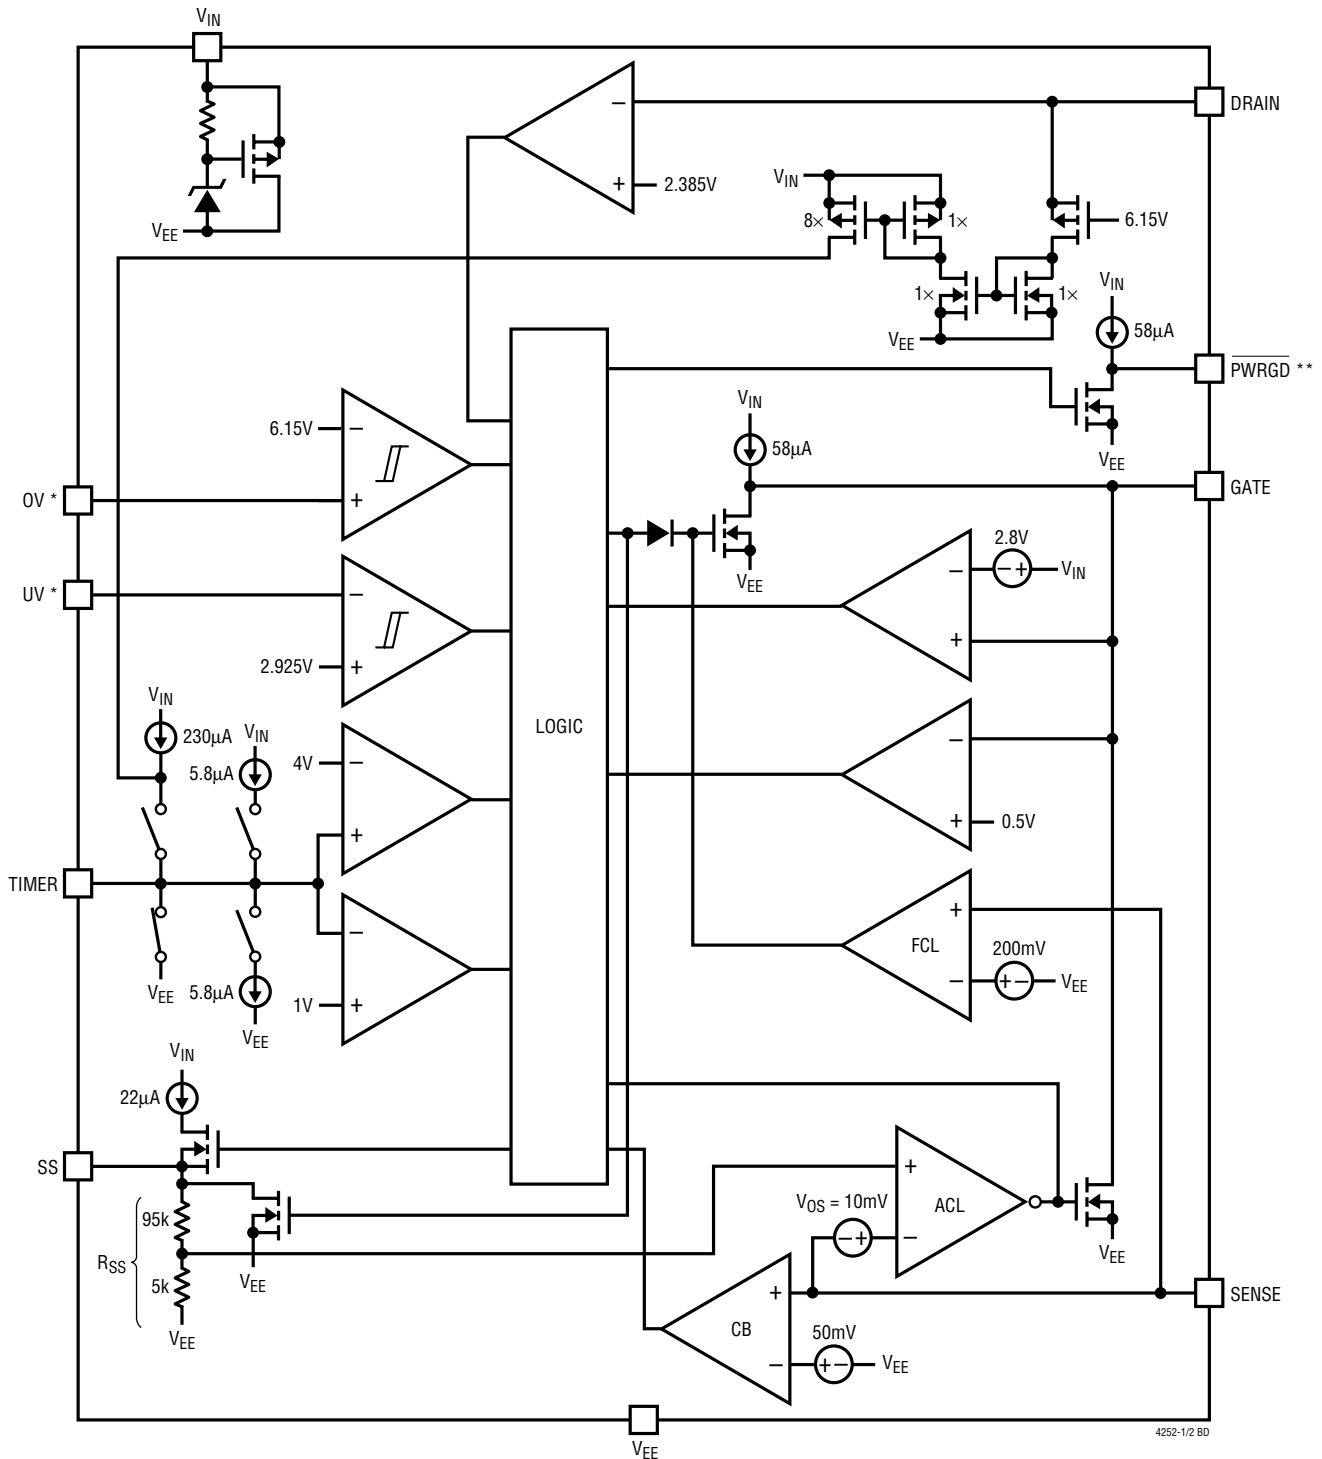 VIN
−
DRAIN
+
2.385V
VIN
8×
1×
6.15V
VEE
1×
1×
VIN
VEE
58µA
PWRGD **
VIN
6.15V
−
58µA
VEE
GATE
OV *
+
2.8V
− +
VIN
−
VEE
UV *
−
+
2.925V
+
LOGIC
VIN
230µA
VIN
−
4V
−
5.8µA
+
0.5V
+
TIMER
+
−
FCL
200mV
−
+ −
VEE
VEE
5.8µA
1V
+
VEE
VIN
22µA
SS
+
VOS = 10mV
ACL
95k
− +
−
RSS
VEE
VEE
5k
+
SENSE
CB
50mV
VEE
−
+ −
VEE
4252-1/2 BD
VEE